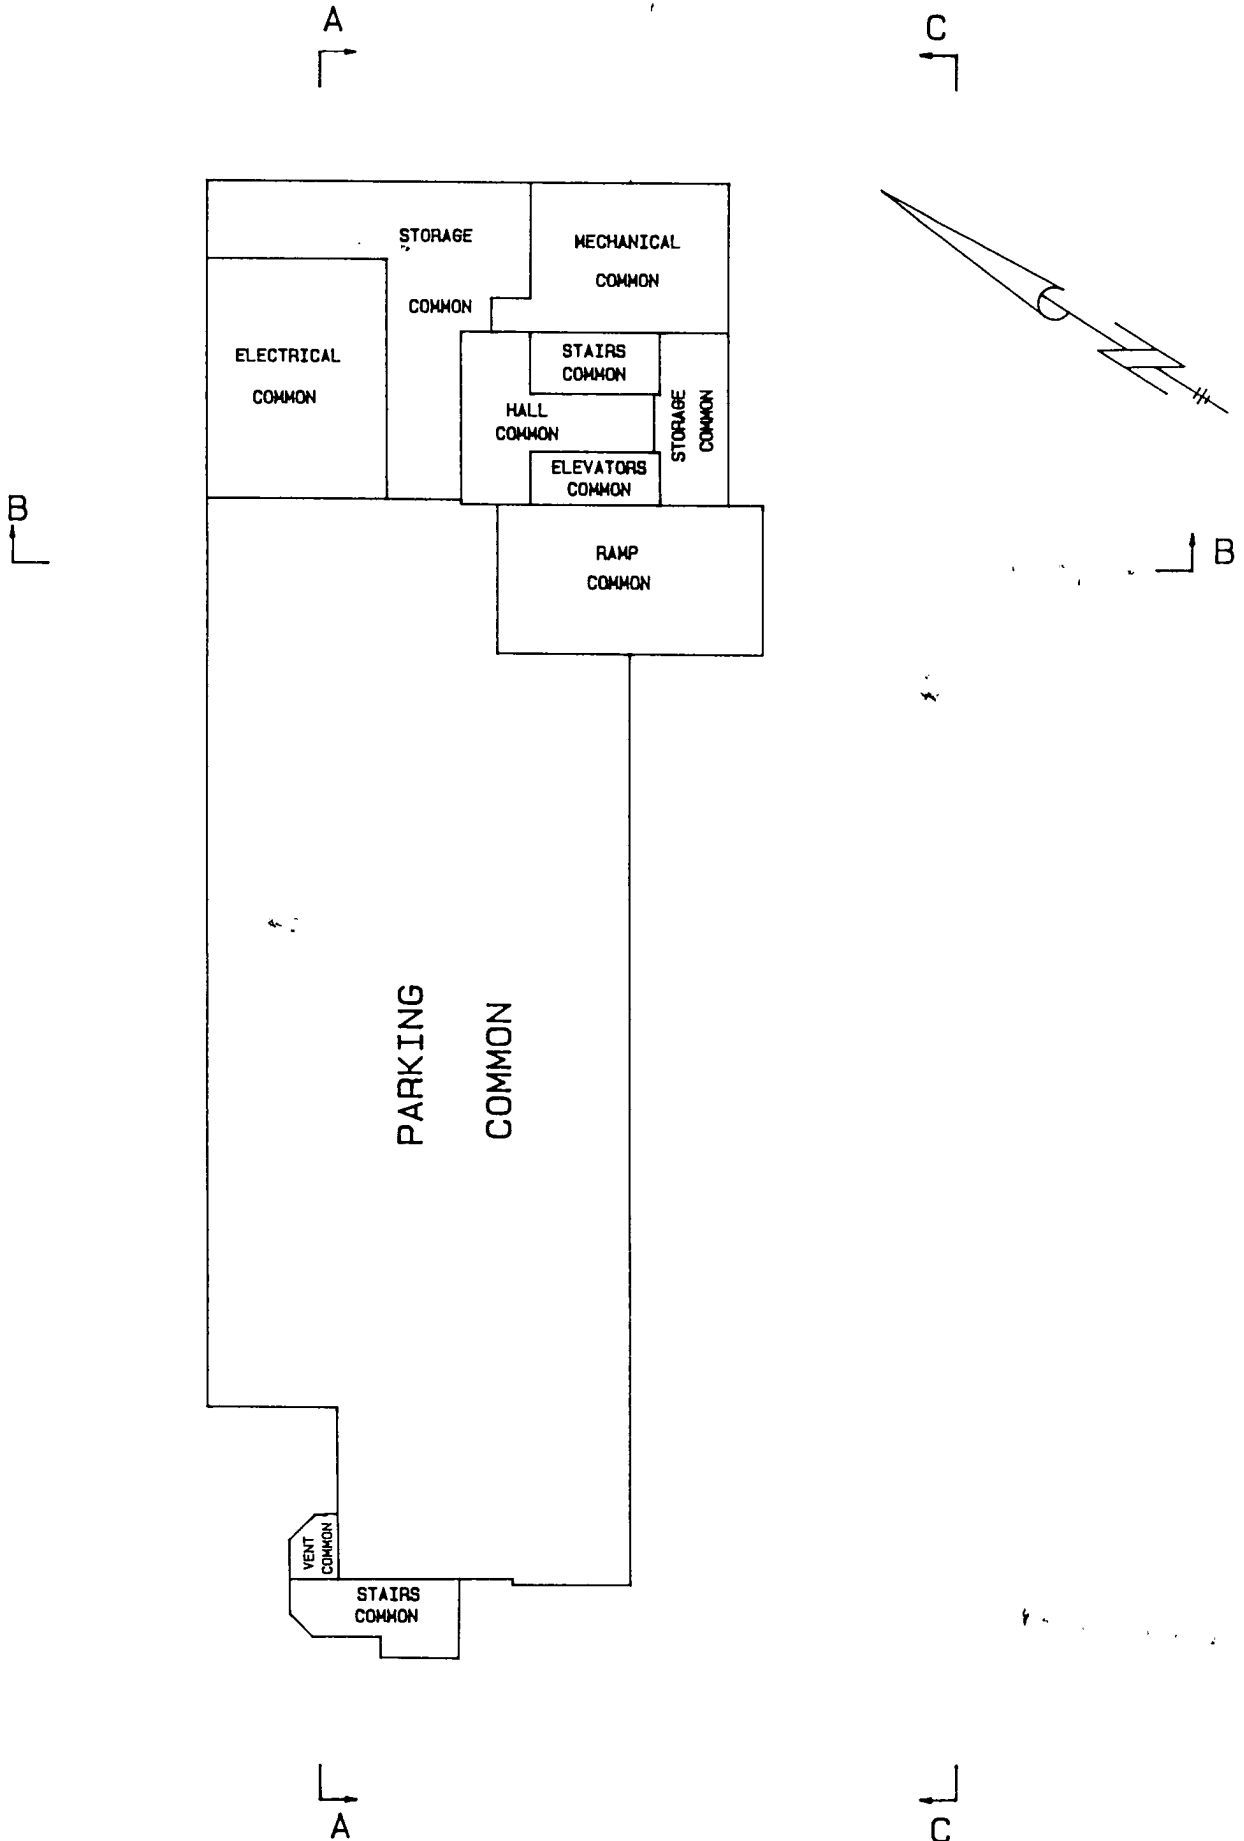 A
C
STORAGE
COMMON
MECHANICAL
COMMON
ELECTRICAL
COMMON
STAIRS
COMMON
HALL
COMMON
STORAGE
COMMON
ELEVATORS
COMMON
B
B
RAMP
COMMON
PARKING
COMMON
VENT
COMMON
STAIRS
COMMON
A
C